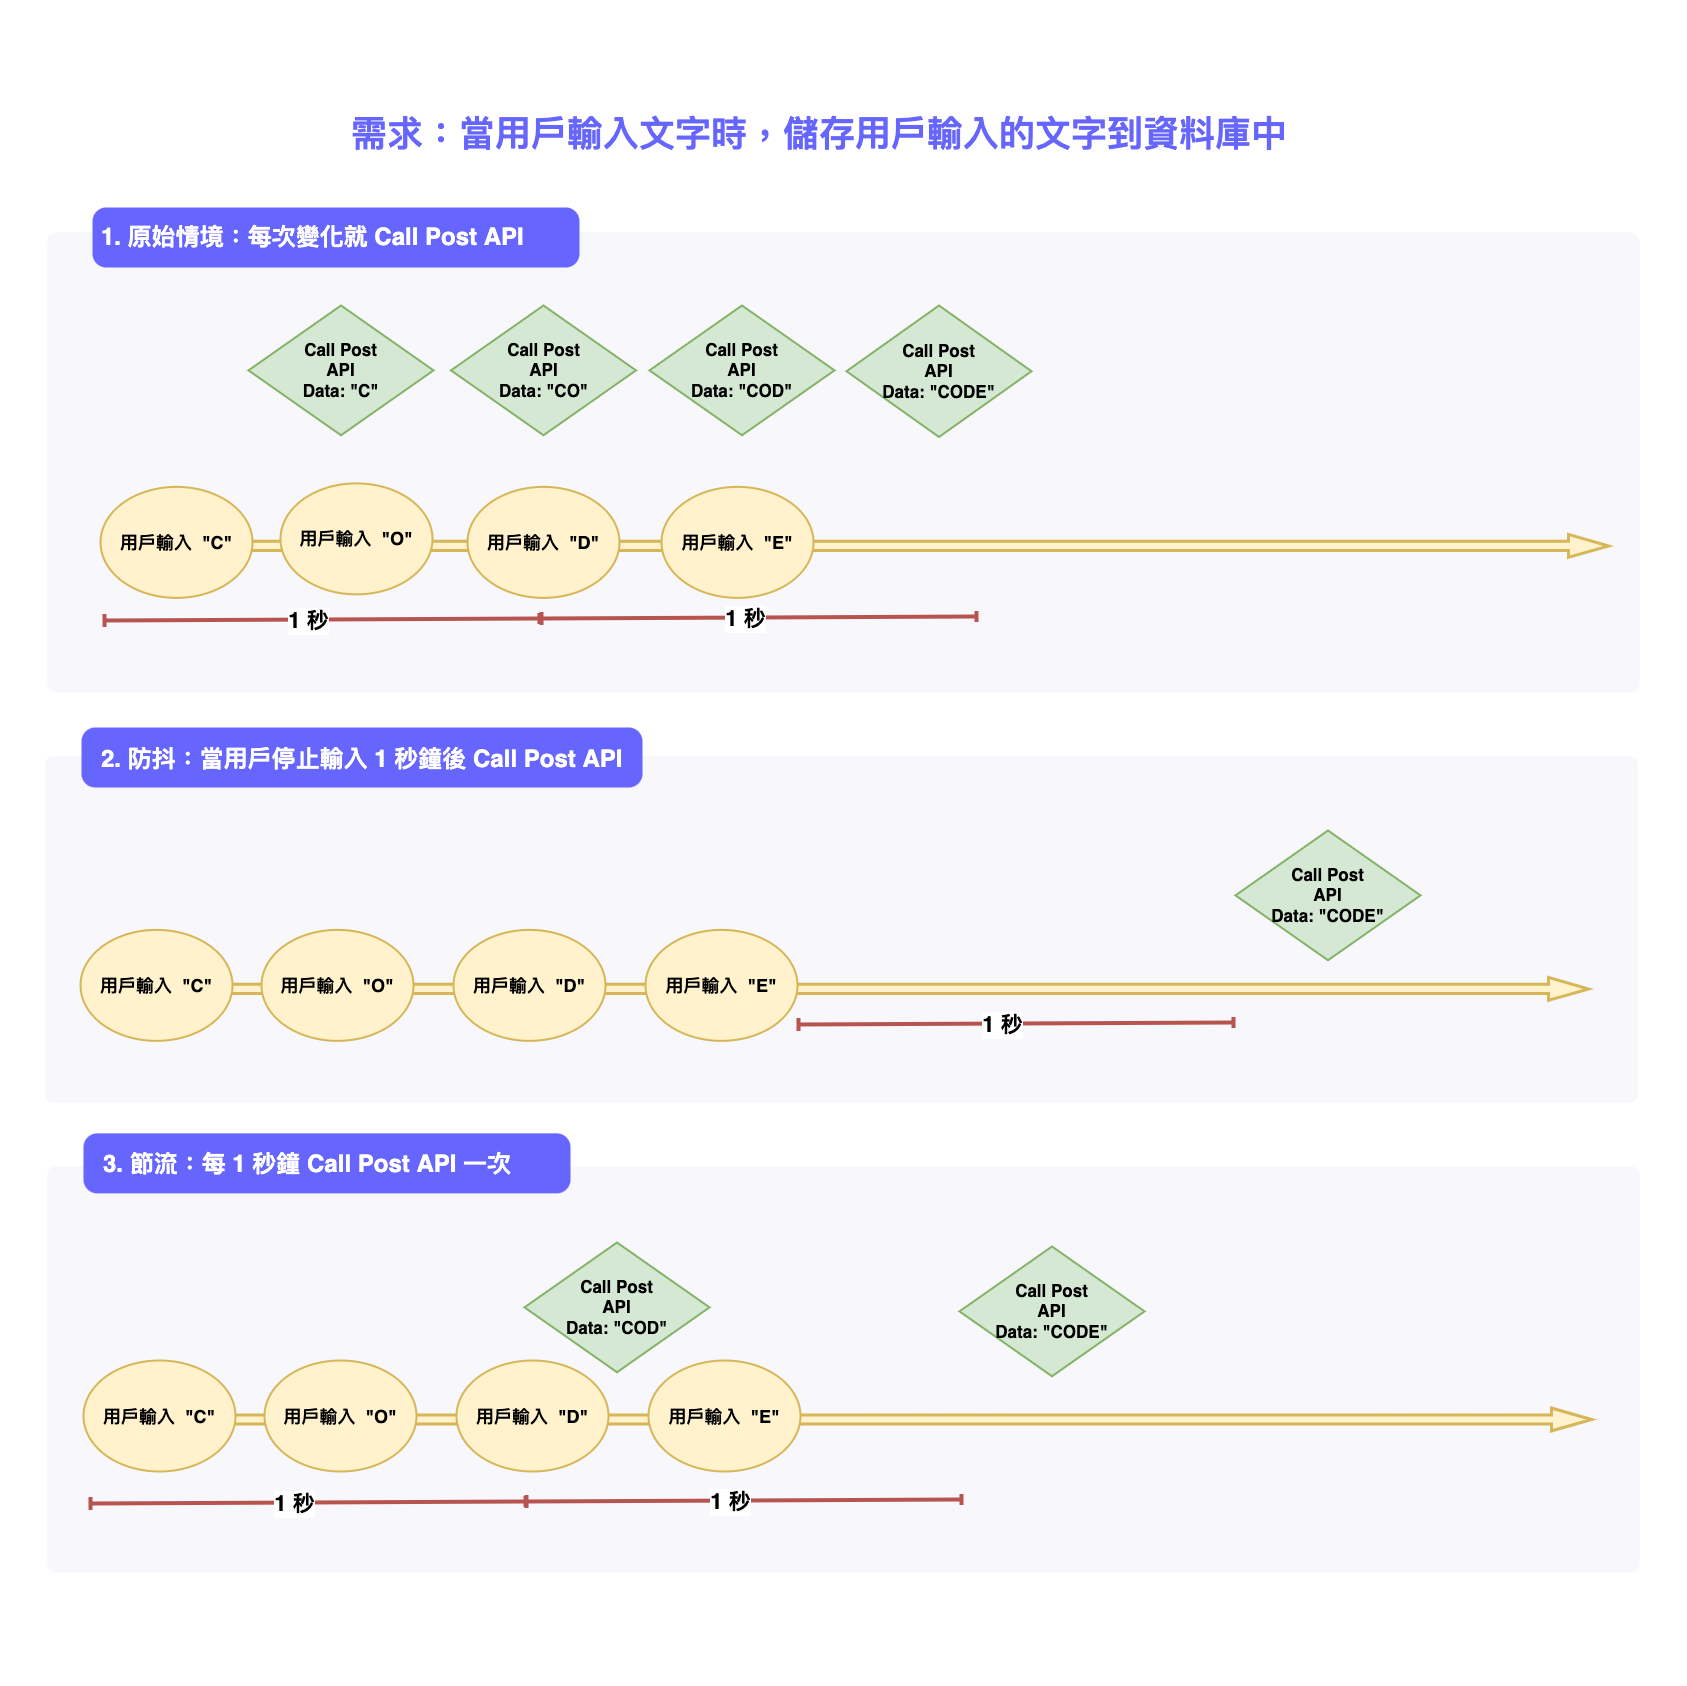 需求：當用戶輸入文字時，儲存用戶輸入的文字到資料庫中
1. 原始情境：每次變化就 Call Post API
Call Post
API
Data: "C"
Call Post
API
Data: "CO"
Call Post
API
Data: "COD"
Call Post
API
Data: "CODE"
用戶輸入 "C"
用戶輸入 "O"
用戶輸入 "D"
用戶輸入 "E"
1 秒
1 秒
2. 防抖：當用戶停止輸入 1 秒鐘後 Call Post API
Call Post
API
Data: "CODE"
用戶輸入 "C"
用戶輸入 "O"
用戶輸入 "D"
用戶輸入 "E"
1 秒
3. 節流：每 1 秒鐘 Call Post API 一次
Call Post
API
Data: "COD"
Call Post
API
Data: "CODE"
用戶輸入 "C"
用戶輸入 "O"
用戶輸入 "D"
用戶輸入 "E"
1 秒
1 秒